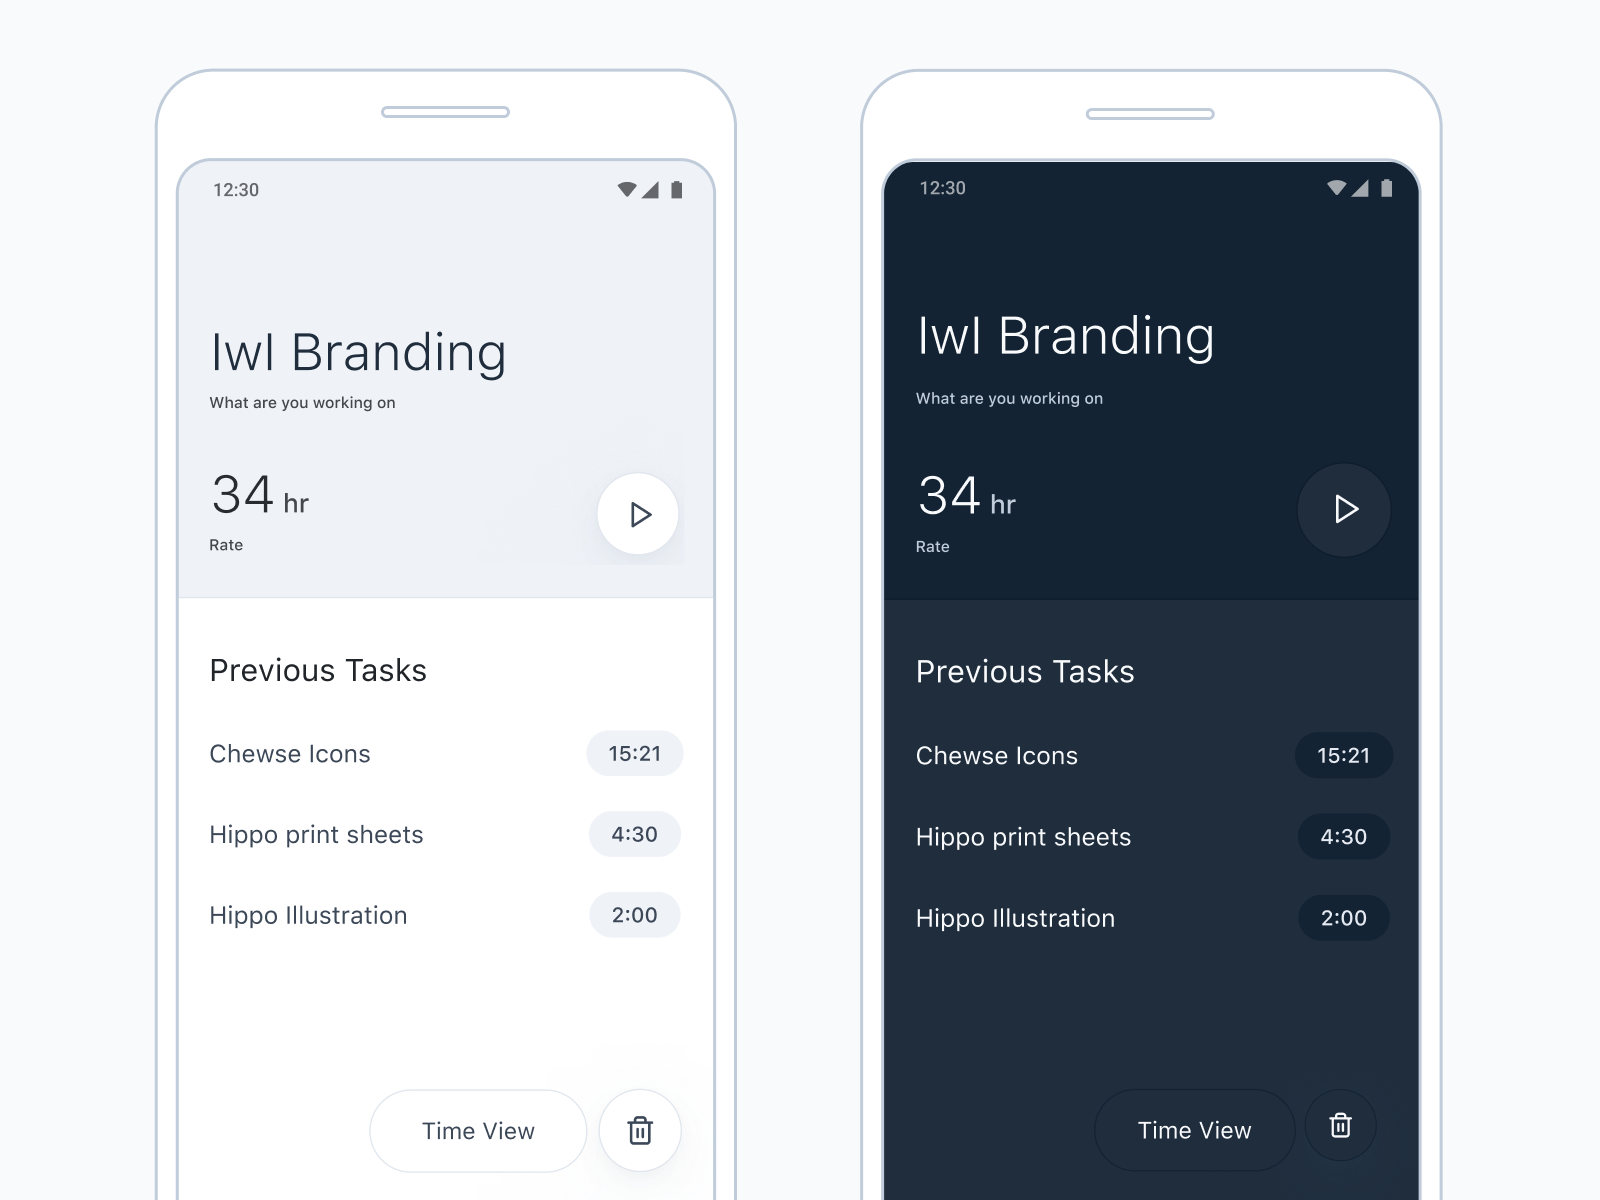 12:30
Iwl Branding
What are you working on
34 hr
Rate
Previous Tasks
Chewse Icons 15:21
Hippo print sheets 4:30
Hippo Illustration 2:00
Time View
12:30
Iwl Branding
What are you working on
34 hr
Rate
Previous Tasks
Chewse Icons 15:21
Hippo print sheets 4:30
Hippo Illustration 2:00
Time View